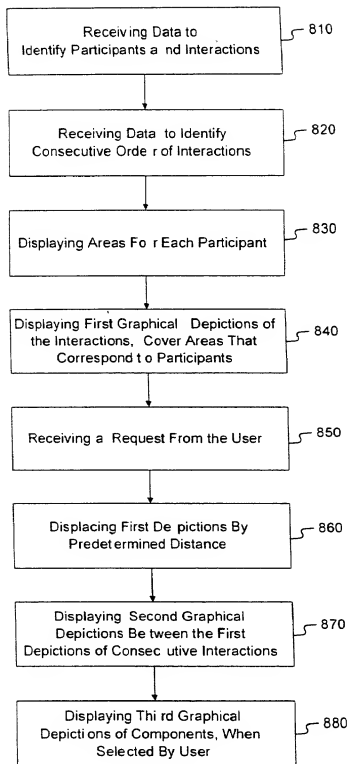 Receiving Data to
Identify Participants and Interactions
810
Receiving Data to Identify
Consecutive Order of Interactions
820
Displaying Areas For Each Participant
830
Displaying First Graphical Depictions of
the Interactions, Cover Areas That
Correspond to Participants
840
Receiving a Request From the User
850
Displacing First Depictions By
Predetermined Distance
860
Displaying Second Graphical
Depictions Between the First
Depictions of Consecutive Interactions
870
Displaying Third Graphical
Depictions of Components, When
Selected By User
880